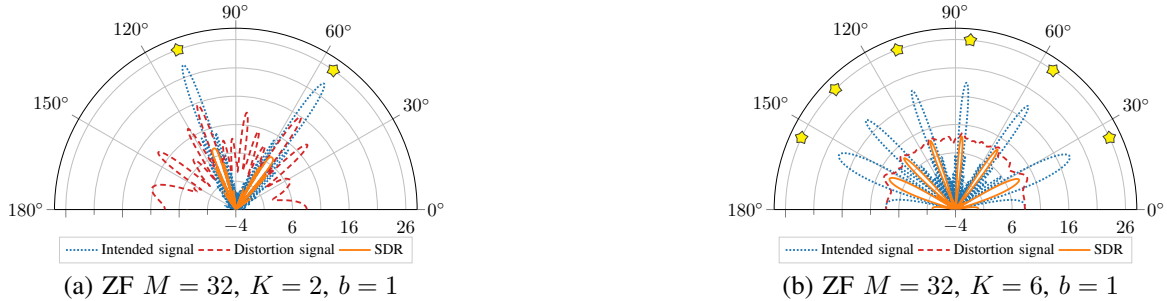 90°
120°
60°
150°
30°
180°
0°
−4
6
16
26
Intended signal
Distortion signal
SDR
(a) ZF M = 32, K = 2, b = 1
90°
120°
60°
150°
30°
180°
0°
−4
6
16
26
Intended signal
Distortion signal
SDR
(b) ZF M = 32, K = 6, b = 1